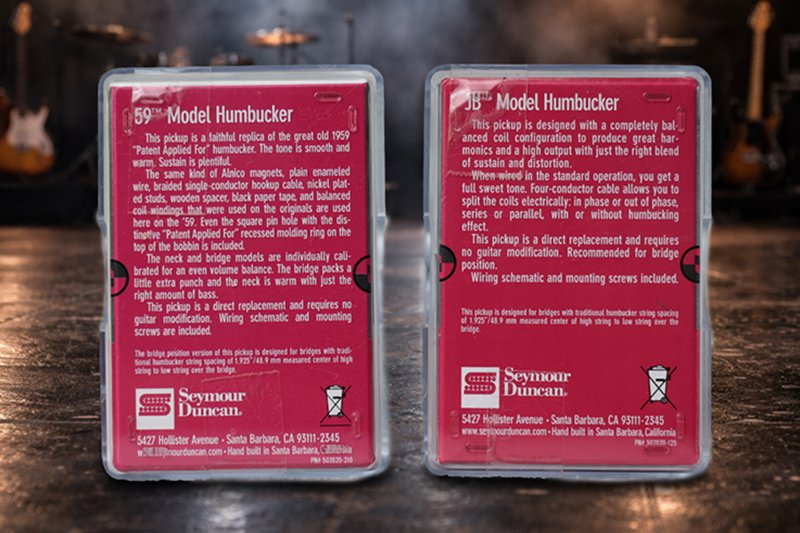 59™ Model Humbucker
This pickup is a faithful replica of the great old 1959
"Patent Applied For" humbucker. The tone is smooth and
warm. Sustain is plentiful.
The same kind of Alnico magnets, plain enameled
wire, braided single-conductor hookup cable, nickel plat-
ed studs, wooden spacer, black paper tape, and balanced
coil windings that were used on the originals are used
here on the '59. Even the square pin hole with the dis-
tinctive "Patent Applied For" recessed molding ring on the
top of the bobbin is included.
The neck and bridge models are individually cali-
brated for an even volume balance. The bridge packs a
little extra punch and the neck is warm with just the
right amount of bass.
This pickup is a direct replacement and requires no
guitar modification. Wiring schematic and mounting
screws are included.
The bridge position version of this pickup is designed for bridges with tradi-
tional humbucker string spacing of 1.925"/48.9 mm measured center of high
string to low string over the bridge.
Seymour
Duncan®
5427 Hollister Avenue • Santa Barbara, CA 93111-2345
www.seymourduncan.com • Hand built in Santa Barbara, California
PN# 502020-210
JB™ Model Humbucker
This pickup is designed with a completely bal-
anced coil configuration to produce great har-
monics and a high output with just the right blend
of sustain and distortion.
When wired in the standard operation, you get a
full sweet tone. Four-conductor cable allows you to
split the coils electrically: in phase or out of phase,
series or parallel, with or without humbucking
effect.
This pickup is a direct replacement and requires
no guitar modification. Recommended for bridge
position.
Wiring schematic and mounting screws included.
This pickup is designed for bridges with traditional humbucker string spacing
of 1.925"/48.9 mm measured center of high string to low string over the
bridge.
Seymour
Duncan®
5427 Hollister Avenue • Santa Barbara, CA 93111-2345
www.seymourduncan.com • Hand built in Santa Barbara, California
PN# 502020-125